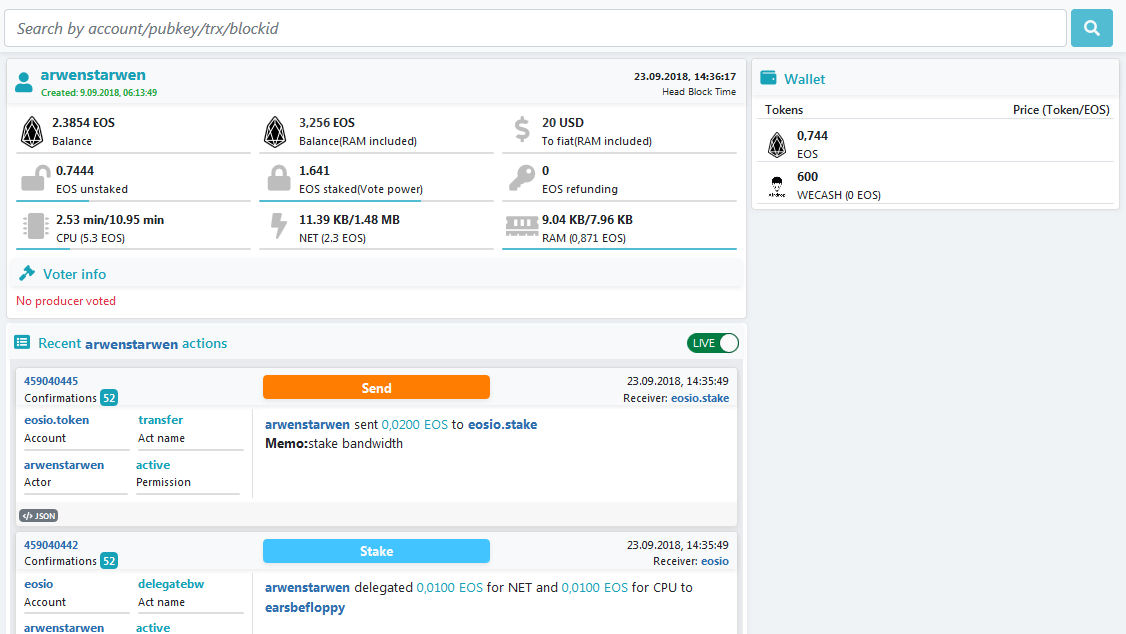 Search by account/pubkey/trx/blockid
arwenstarwen
Created: 9.09.2018, 06:13:49
23.09.2018, 14:36:17
Head Block Time
2.3854 EOS
Balance
3,256 EOS
Balance(RAM included)
20 USD
To fiat(RAM included)
0.7444
EOS unstaked
1.641
EOS staked(Vote power)
0
EOS refunding
2.53 min/10.95 min
CPU (5.3 EOS)
11.39 KB/1.48 MB
NET (2.3 EOS)
9.04 KB/7.96 KB
RAM (0,871 EOS)
Voter info
No producer voted
Wallet
Tokens Price (Token/EOS)
0,744
EOS
600
WECASH (0 EOS)
Recent arwenstarwen actions
LIVE
459040445
Confirmations 52
Send
23.09.2018, 14:35:49
Receiver: eosio.stake
eosio.token
Account
transfer
Act name
arwenstarwen
Actor
active
Permission
arwenstarwen sent 0,0200 EOS to eosio.stake
Memo:stake bandwidth
</> JSON
459040442
Confirmations 52
Stake
23.09.2018, 14:35:49
Receiver: eosio
eosio
Account
delegatebw
Act name
arwenstarwen
active
arwenstarwen delegated 0,0100 EOS for NET and 0,0100 EOS for CPU to
earsbefloppy